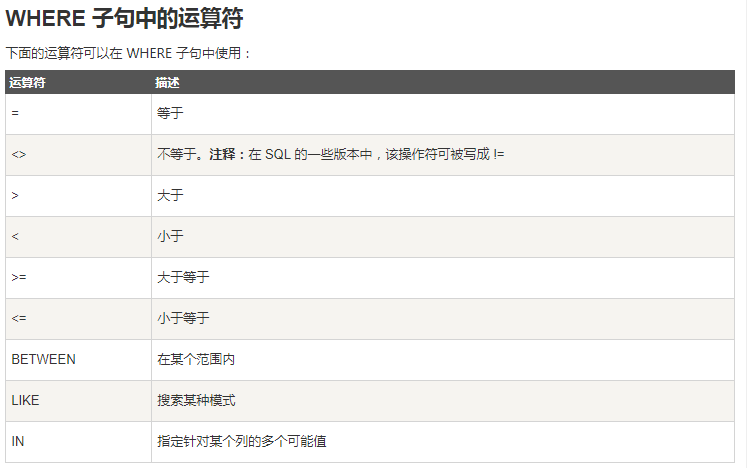 WHERE 子句中的运算符
下面的运算符可以在 WHERE 子句中使用：
运算符 描述
= 等于
<> 不等于。注释：在 SQL 的一些版本中，该操作符可被写成 !=
> 大于
< 小于
>= 大于等于
<= 小于等于
BETWEEN 在某个范围内
LIKE 搜索某种模式
IN 指定针对某个列的多个可能值